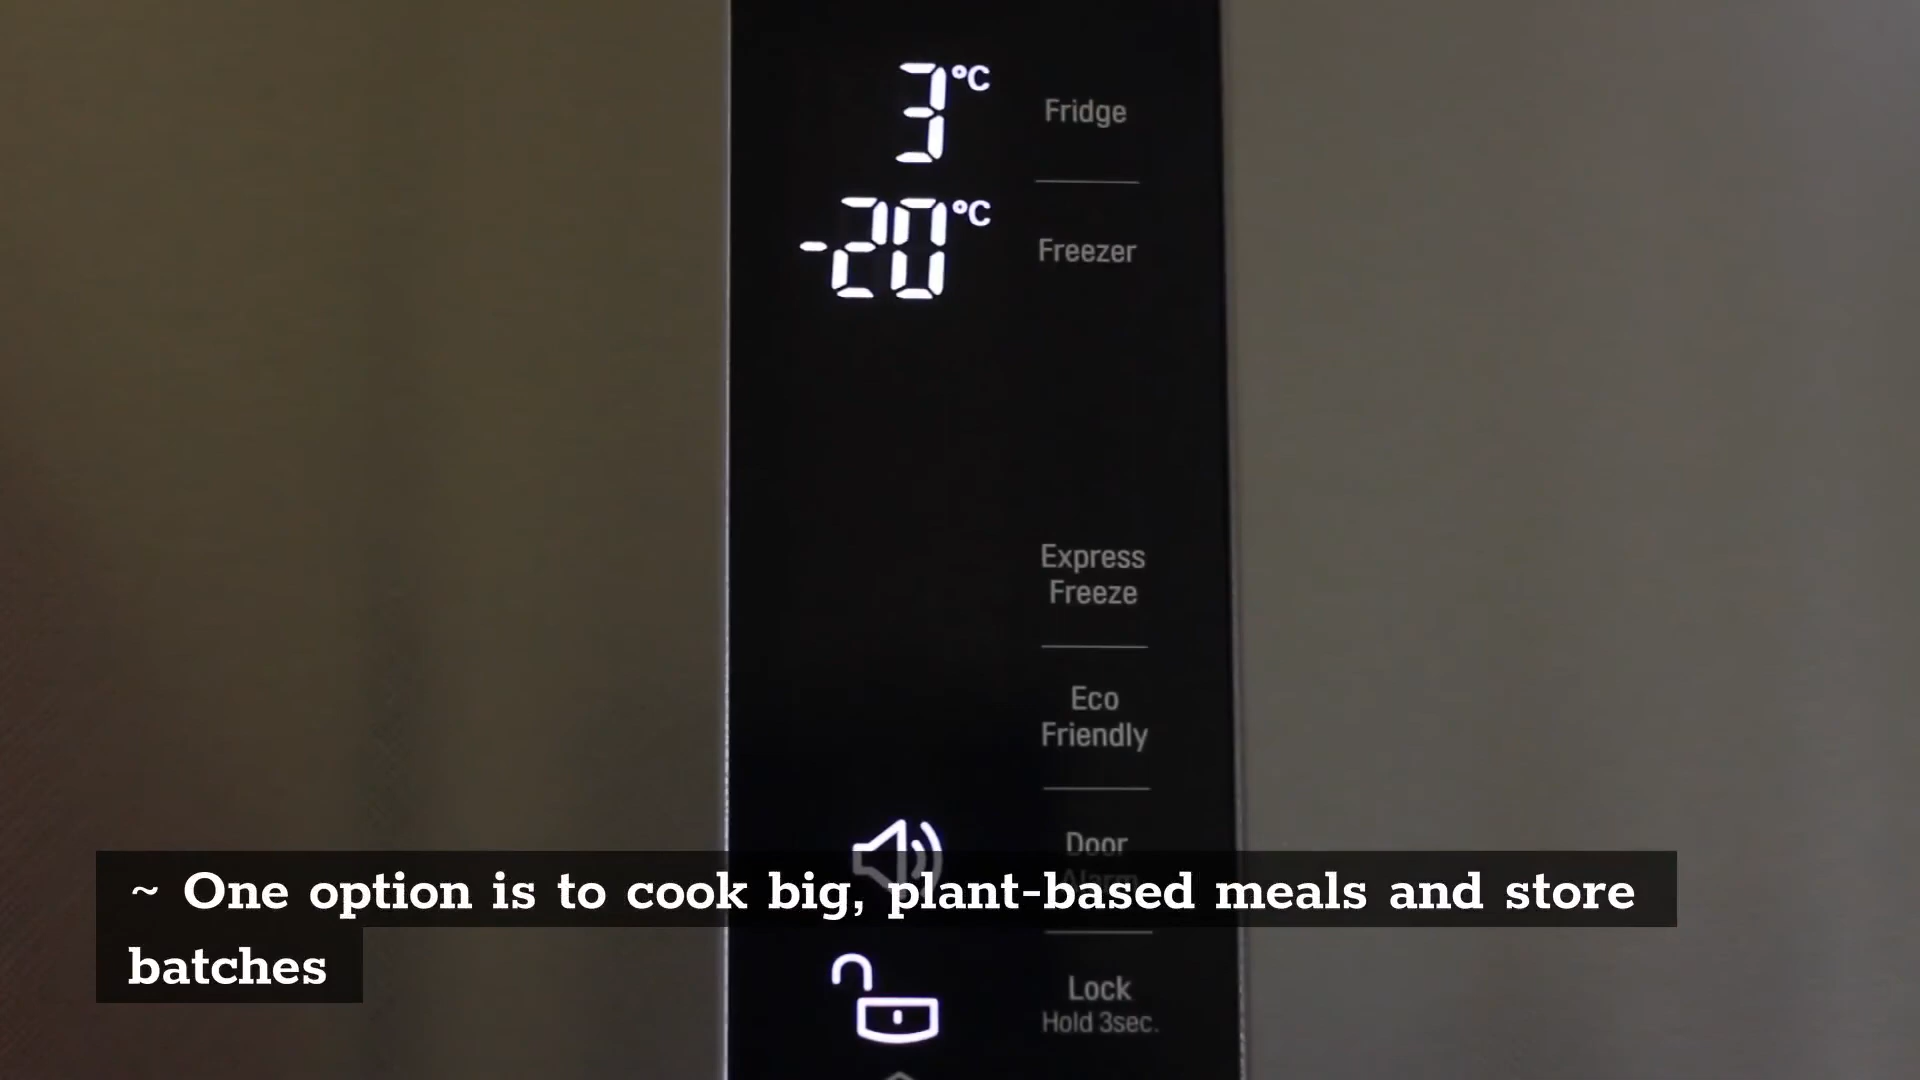 3°C Fridge
-20°C Freezer
Express
Freeze
Eco
Friendly
Door
Alarm
~ One option is to cook big, plant-based meals and store
batches
Lock
Hold 3sec.